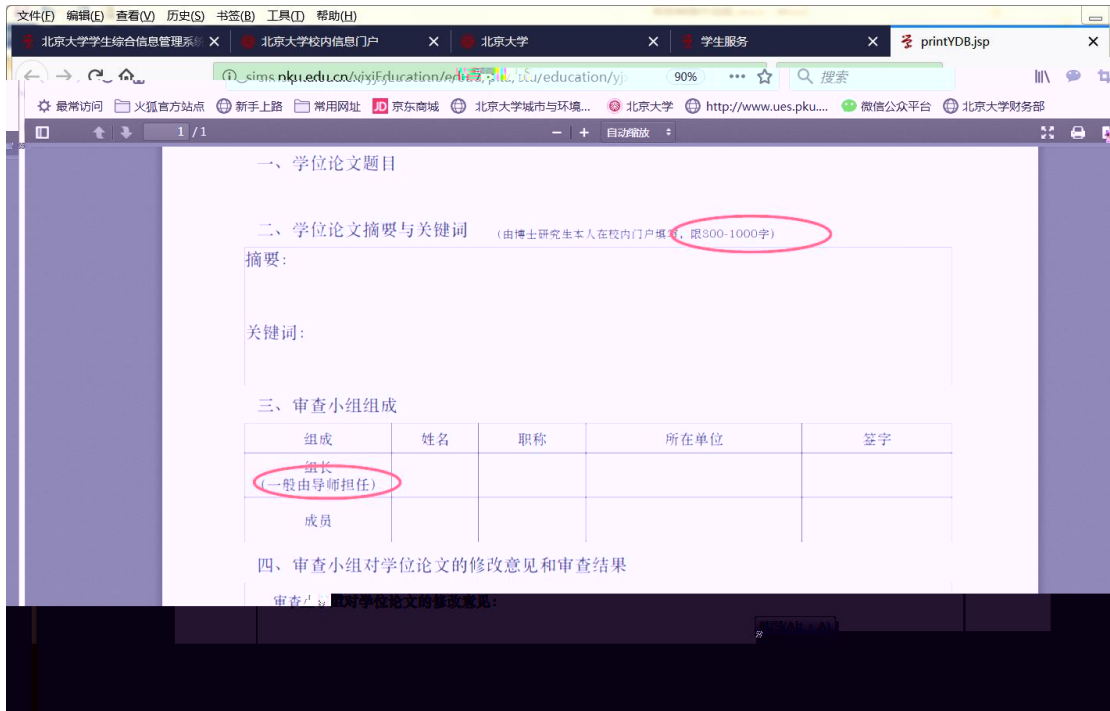 文件(F) 编辑(E) 查看(V) 历史(S) 书签(B) 工具(T) 帮助(H)
北京大学学生综合信息管理系统 北京大学校内信息门户 北京大学 学生服务 printYDB.jsp
90% 搜索
最常访问 火狐官方站点 新手上路 常用网址 JD 京东商城 北京大学城市与环境... 北京大学 http://www.ues.pku.... 微信公众平台 北京大学财务部
1 / 1 自动缩放
一、学位论文题目
二、学位论文摘要与关键词 (由博士研究生本人在校内门户填写, 限800-1000字)
摘要:
关键词:
三、审查小组组成
组成 姓名 职称 所在单位 签字
组长
(一般由导师担任)
成员
四、审查小组对学位论文的修改意见和审查结果
审查小组对学位论文的修改意见: